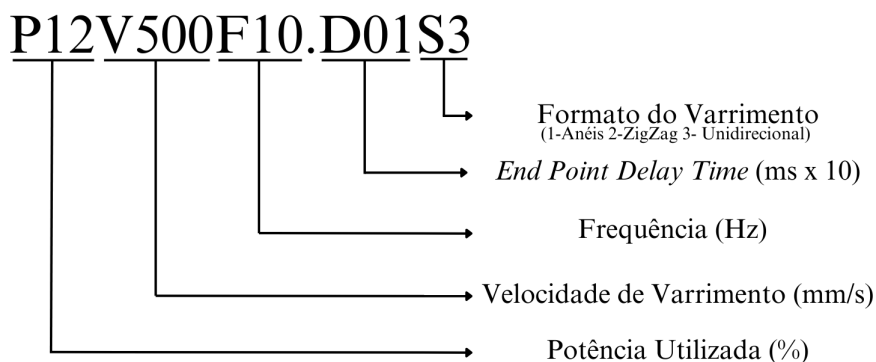 P12V500F10.D01S3
Formato do Varrimento
(1-Anéis 2-ZigZag 3- Unidirecional)
End Point Delay Time (ms x 10)
Frequência (Hz)
Velocidade de Varrimento (mm/s)
Potência Utilizada (%)